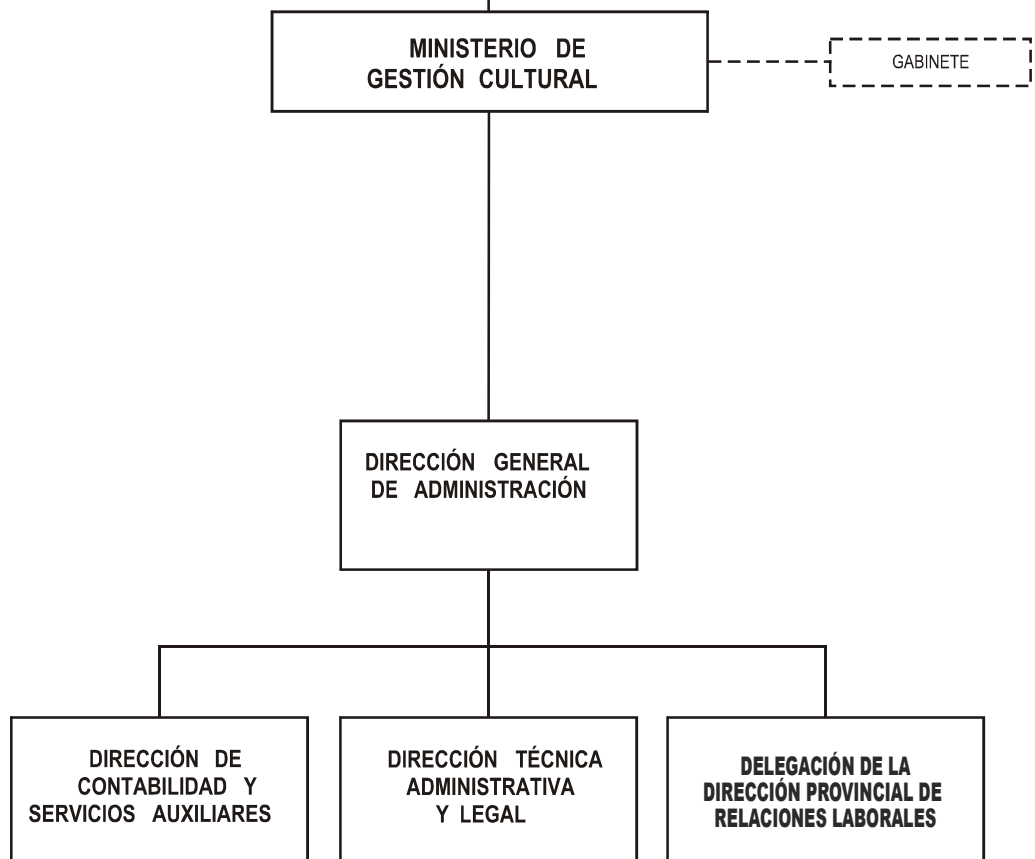 MINISTERIO DE
GESTIÓN CULTURAL
GABINETE
DIRECCIÓN GENERAL
DE ADMINISTRACIÓN
DIRECCIÓN DE
CONTABILIDAD Y
SERVICIOS AUXILIARES
DIRECCIÓN TÉCNICA
ADMINISTRATIVA
Y LEGAL
DELEGACIÓN DE LA
DIRECCIÓN PROVINCIAL DE
RELACIONES LABORALES